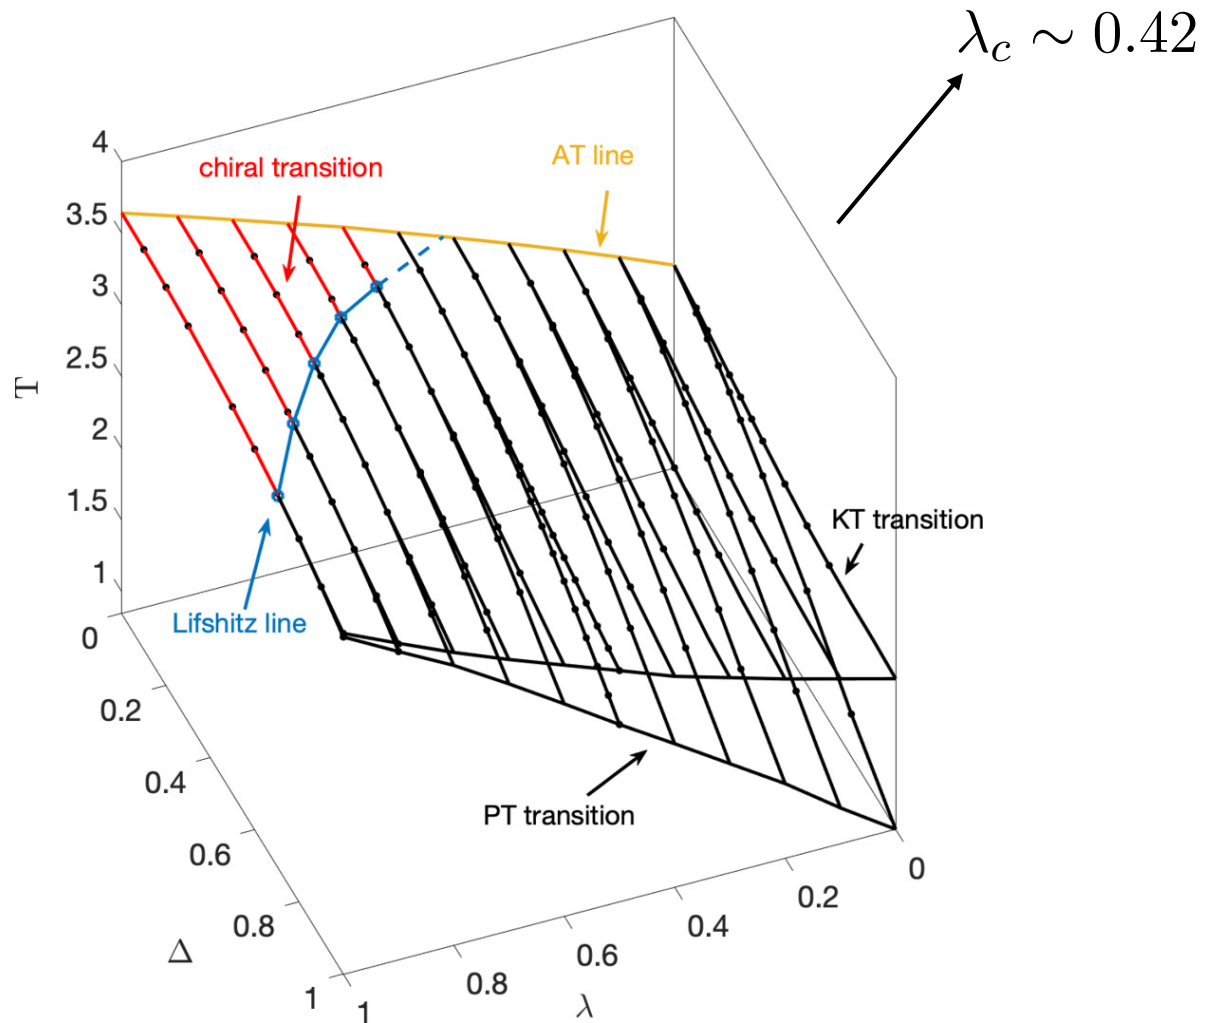 λc ∼ 0.42
4
AT line
chiral transition
3.5
3
2.5
T
2
KT transition
1.5
1
Lifshitz line
0
0.2
0.4
PT transition
0.6
0
0.2
0.8
0.4
Δ
0.6
0.8
1
1
λ